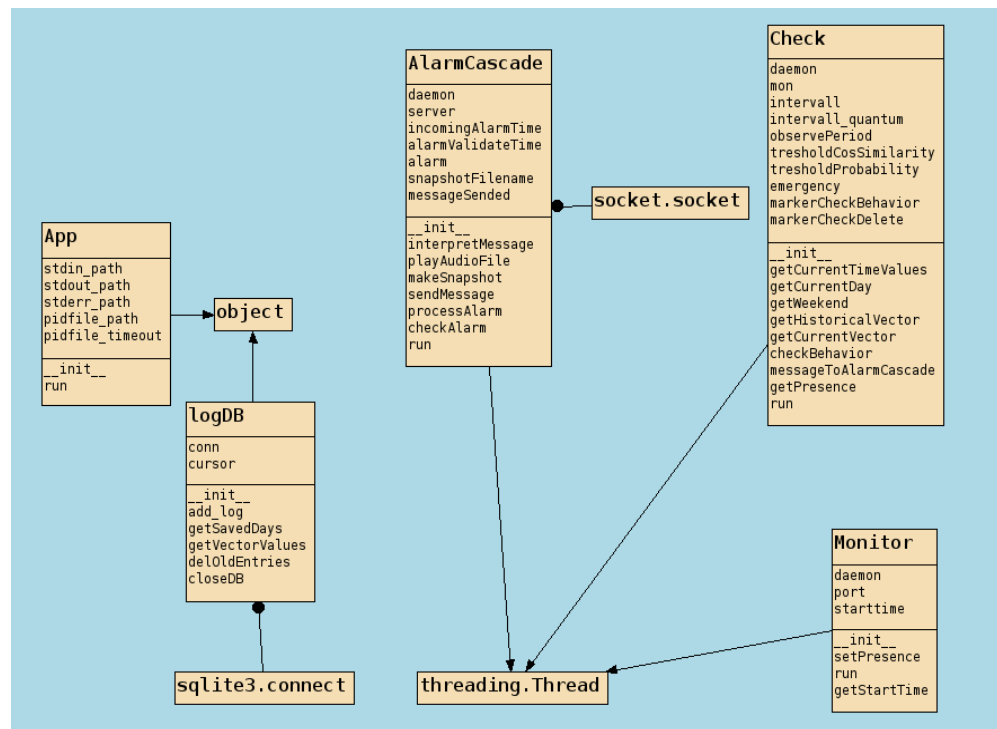 App
stdin_path
stdout_path
stderr_path
pidfile_path
pidfile_timeout
__init__
run
object
logDB
conn
cursor
__init__
add_log
getSavedDays
getVectorValues
delOldEntries
closeDB
sqlite3.connect
AlarmCascade
daemon
server
incomingAlarmTime
alarmValidateTime
alarm
snapshotFilename
messageSended
__init__
interpretMessage
playAudioFile
makeSnapshot
sendMessage
processAlarm
checkAlarm
run
socket.socket
threading.Thread
Check
daemon
mon
intervall
intervall_quantum
observePeriod
tresholdCosSimilarity
tresholdProbability
emergency
markerCheckBehavior
markerCheckDelete
__init__
getCurrentTimeValues
getCurrentDay
getWeekend
getHistoricalVector
getCurrentVector
checkBehavior
messageToAlarmCascade
getPresence
run
Monitor
daemon
port
starttime
__init__
setPresence
run
getStartTime